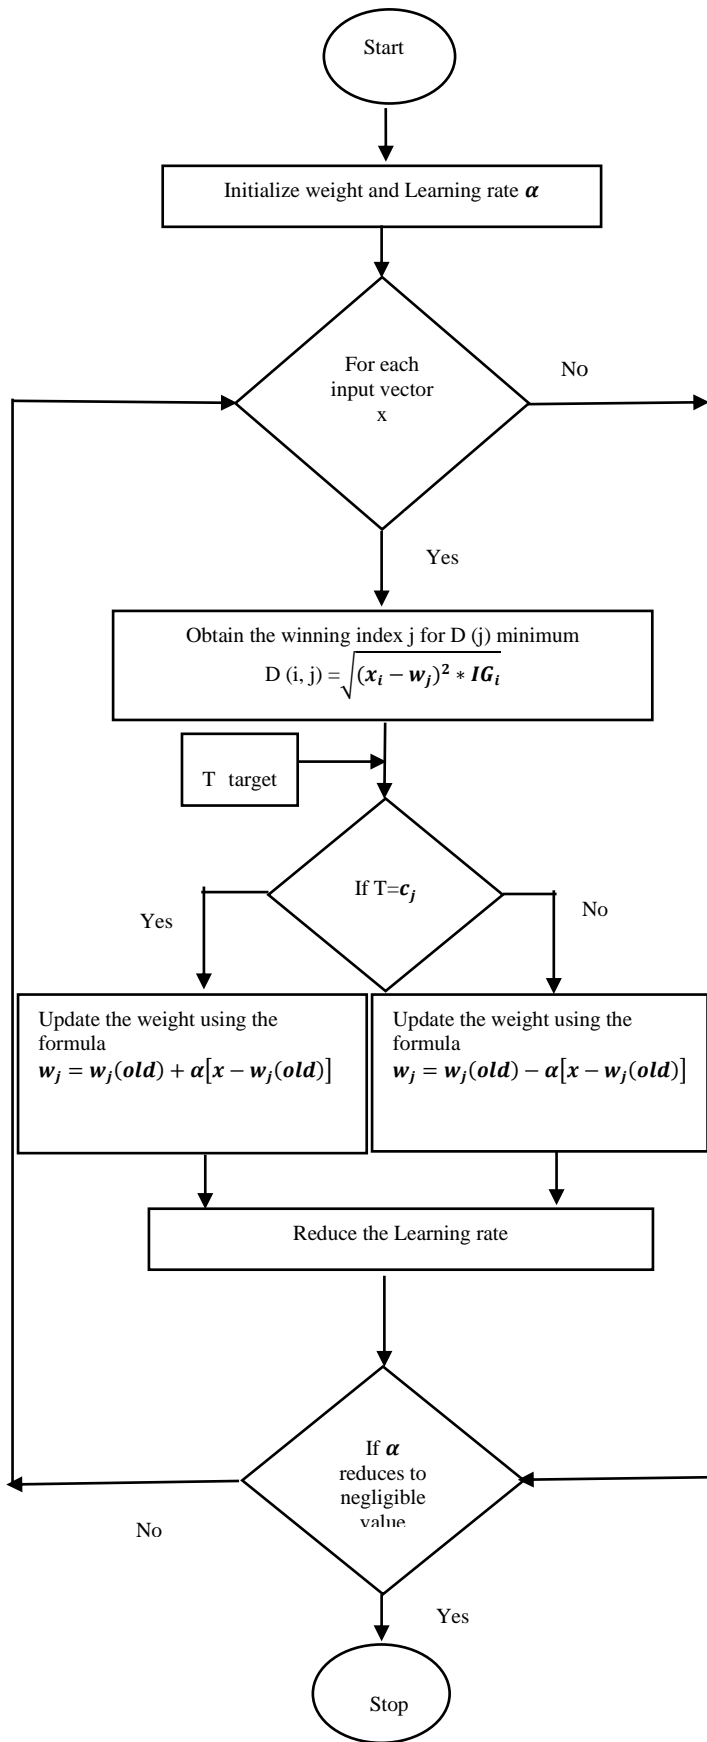 Start
Initialize weight and Learning rate α
For each
input vector
x
No
Yes
Obtain the winning index j for D (j) minimum
D (i, j) =√(xᵢ − wⱼ)² * IGᵢ
T target
If T=cⱼ
Yes
No
Update the weight using the
formula
wⱼ = wⱼ(old) + α[x − wⱼ(old)]
Update the weight using the
formula
wⱼ = wⱼ(old) − α[x − wⱼ(old)]
Reduce the Learning rate
If α
reduces to
negligible
value
No
Yes
Stop